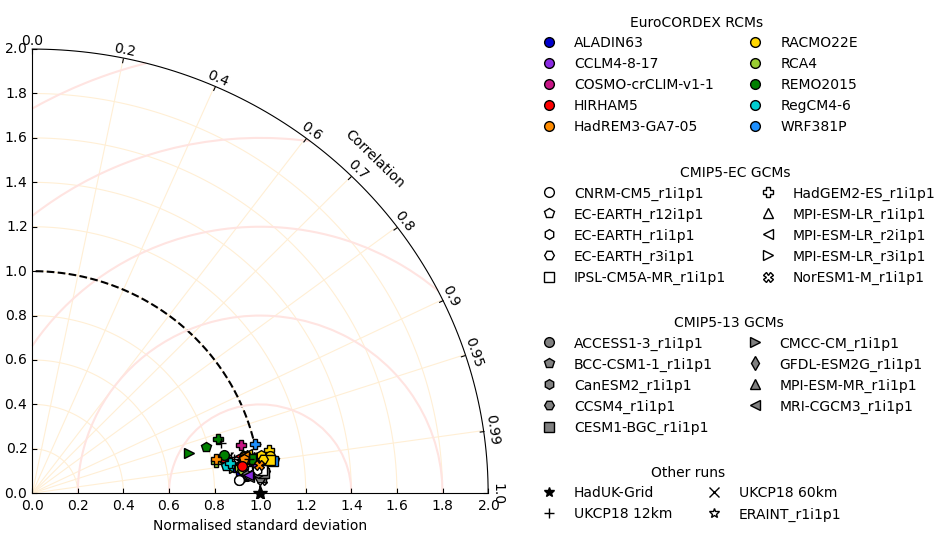 0.0
0.2
0.4
0.6
0.7
0.8
0.9
0.95
0.99
1.0
Correlation
2.0
1.8
1.6
1.4
1.2
1.0
0.8
0.6
0.4
0.2
0.0
0.0 0.2 0.4 0.6 0.8 1.0 1.2 1.4 1.6 1.8 2.0
Normalised standard deviation
EuroCORDEX RCMs
ALADIN63
CCLM4-8-17
COSMO-crCLIM-v1-1
HIRHAM5
HadREM3-GA7-05
RACMO22E
RCA4
REMO2015
RegCM4-6
WRF381P
CMIP5-EC GCMs
CNRM-CM5_r1i1p1
EC-EARTH_r12i1p1
EC-EARTH_r1i1p1
EC-EARTH_r3i1p1
IPSL-CM5A-MR_r1i1p1
HadGEM2-ES_r1i1p1
MPI-ESM-LR_r1i1p1
MPI-ESM-LR_r2i1p1
MPI-ESM-LR_r3i1p1
NorESM1-M_r1i1p1
CMIP5-13 GCMs
ACCESS1-3_r1i1p1
BCC-CSM1-1_r1i1p1
CanESM2_r1i1p1
CCSM4_r1i1p1
CESM1-BGC_r1i1p1
CMCC-CM_r1i1p1
GFDL-ESM2G_r1i1p1
MPI-ESM-MR_r1i1p1
MRI-CGCM3_r1i1p1
Other runs
HadUK-Grid
UKCP18 12km
UKCP18 60km
ERAINT_r1i1p1